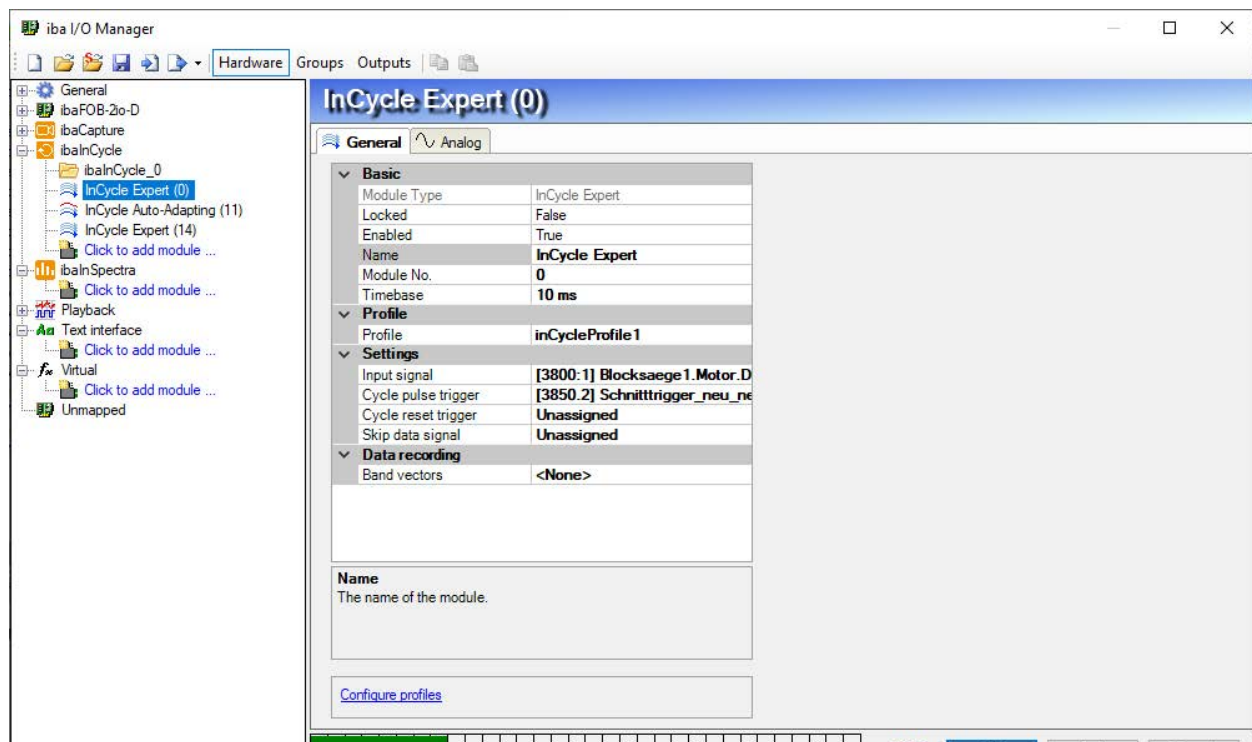 iba I/O Manager
Hardware Groups Outputs
General
ibaFOB-2io-D
ibaCapture
ibaInCycle
ibaInCycle_0
InCycle Expert (0)
InCycle Auto-Adapting (11)
InCycle Expert (14)
Click to add module ...
ibaInSpectra
Click to add module ...
Playback
Text interface
Click to add module ...
Virtual
Click to add module ...
Unmapped
InCycle Expert (0)
General Analog
Basic
Module Type InCycle Expert
Locked False
Enabled True
Name InCycle Expert
Module No. 0
Timebase 10 ms
Profile
Profile inCycleProfile1
Settings
Input signal [3800:1] Blocksaege1.Motor.D
Cycle pulse trigger [3850.2] Schnitttrigger_neu_ne
Cycle reset trigger Unassigned
Skip data signal Unassigned
Data recording
Band vectors <None>
Name
The name of the module.
Configure profiles